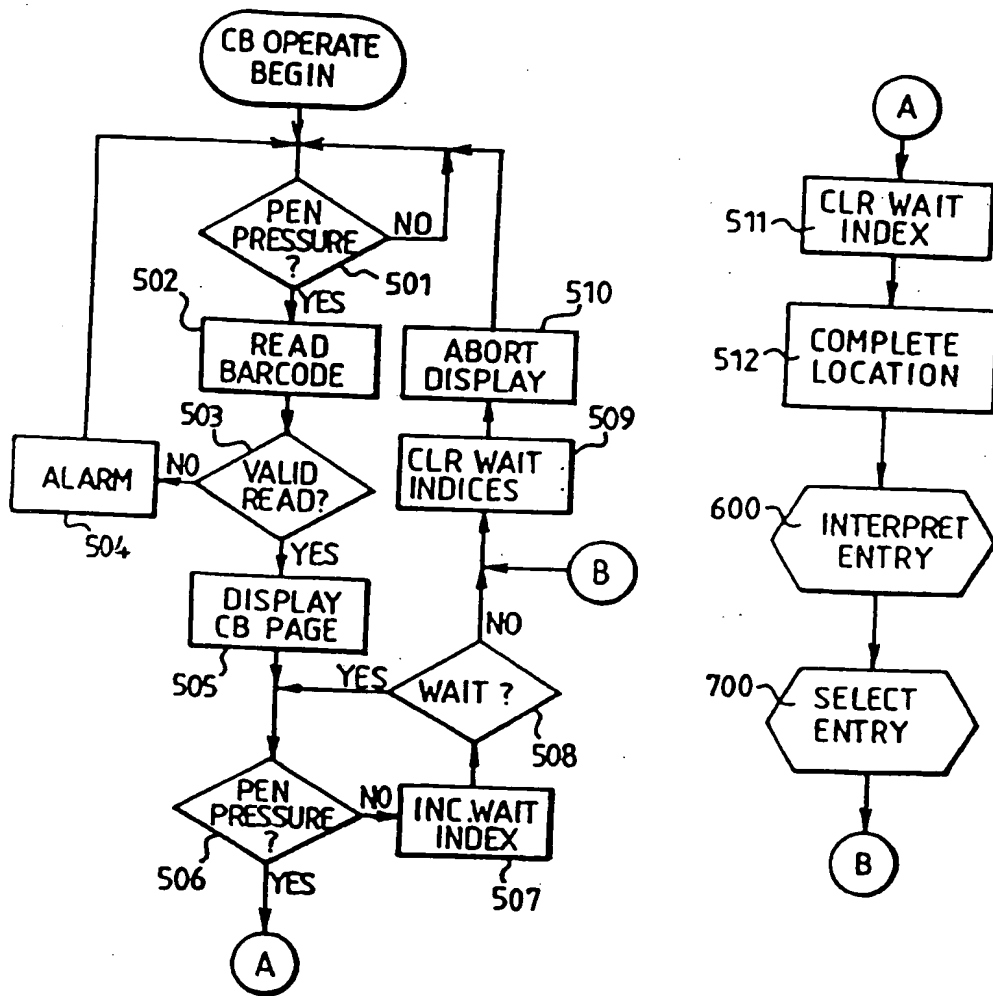 CB OPERATE
BEGIN
PEN
PRESSURE
?
NO
501
YES
502
READ
BARCODE
503
VALID
READ?
NO
ALARM
504
YES
DISPLAY
CB PAGE
505
PEN
PRESSURE
?
506
NO
YES
A
INC.WAIT
INDEX
507
WAIT ?
508
YES
NO
B
CLR WAIT
INDICES
509
ABORT
DISPLAY
510
A
511
CLR WAIT
INDEX
512
COMPLETE
LOCATION
600
INTERPRET
ENTRY
700
SELECT
ENTRY
B